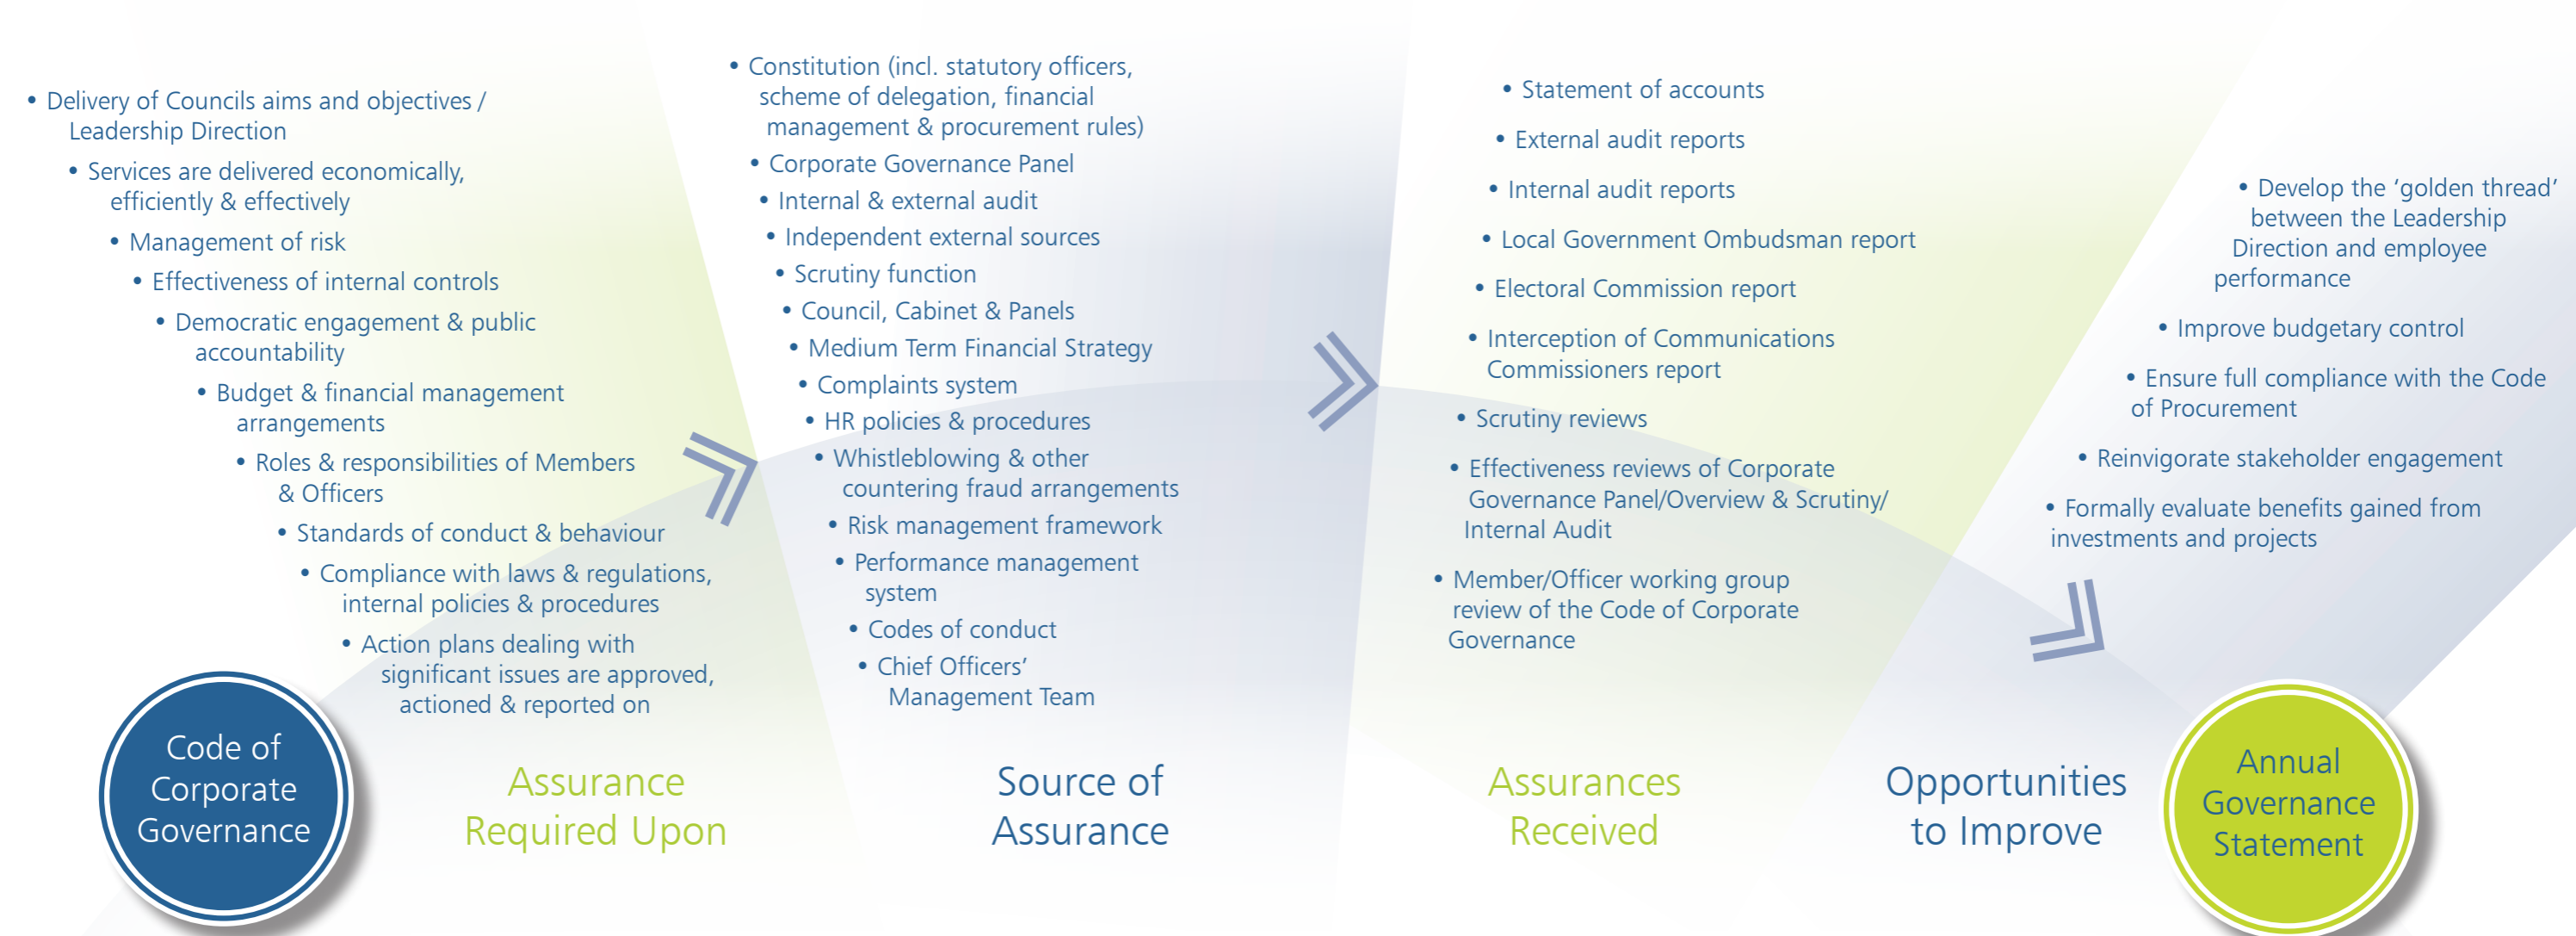 • Delivery of Councils aims and objectives /
Leadership Direction
• Services are delivered economically,
efficiently & effectively
• Management of risk
• Effectiveness of internal controls
• Democratic engagement & public
accountability
• Budget & financial management
arrangements
• Roles & responsibilities of Members
& Officers
• Standards of conduct & behaviour
• Compliance with laws & regulations,
internal policies & procedures
• Action plans dealing with
significant issues are approved,
actioned & reported on
Code of
Corporate
Governance
Assurance
Required Upon
• Constitution (incl. statutory officers,
scheme of delegation, financial
management & procurement rules)
• Corporate Governance Panel
• Internal & external audit
• Independent external sources
• Scrutiny function
• Council, Cabinet & Panels
• Medium Term Financial Strategy
• Complaints system
• HR policies & procedures
• Whistleblowing & other
countering fraud arrangements
• Risk management framework
• Performance management
system
• Codes of conduct
• Chief Officers’
Management Team
Source of
Assurance
• Statement of accounts
• External audit reports
• Internal audit reports
• Local Government Ombudsman report
• Electoral Commission report
• Interception of Communications
Commissioners report
• Scrutiny reviews
• Effectiveness reviews of Corporate
Governance Panel/Overview & Scrutiny/
Internal Audit
• Member/Officer working group
review of the Code of Corporate
Governance
Assurances
Received
• Develop the ‘golden thread’
between the Leadership
Direction and employee
performance
• Improve budgetary control
• Ensure full compliance with the Code
of Procurement
• Reinvigorate stakeholder engagement
• Formally evaluate benefits gained from
investments and projects
Opportunities
to Improve
Annual
Governance
Statement